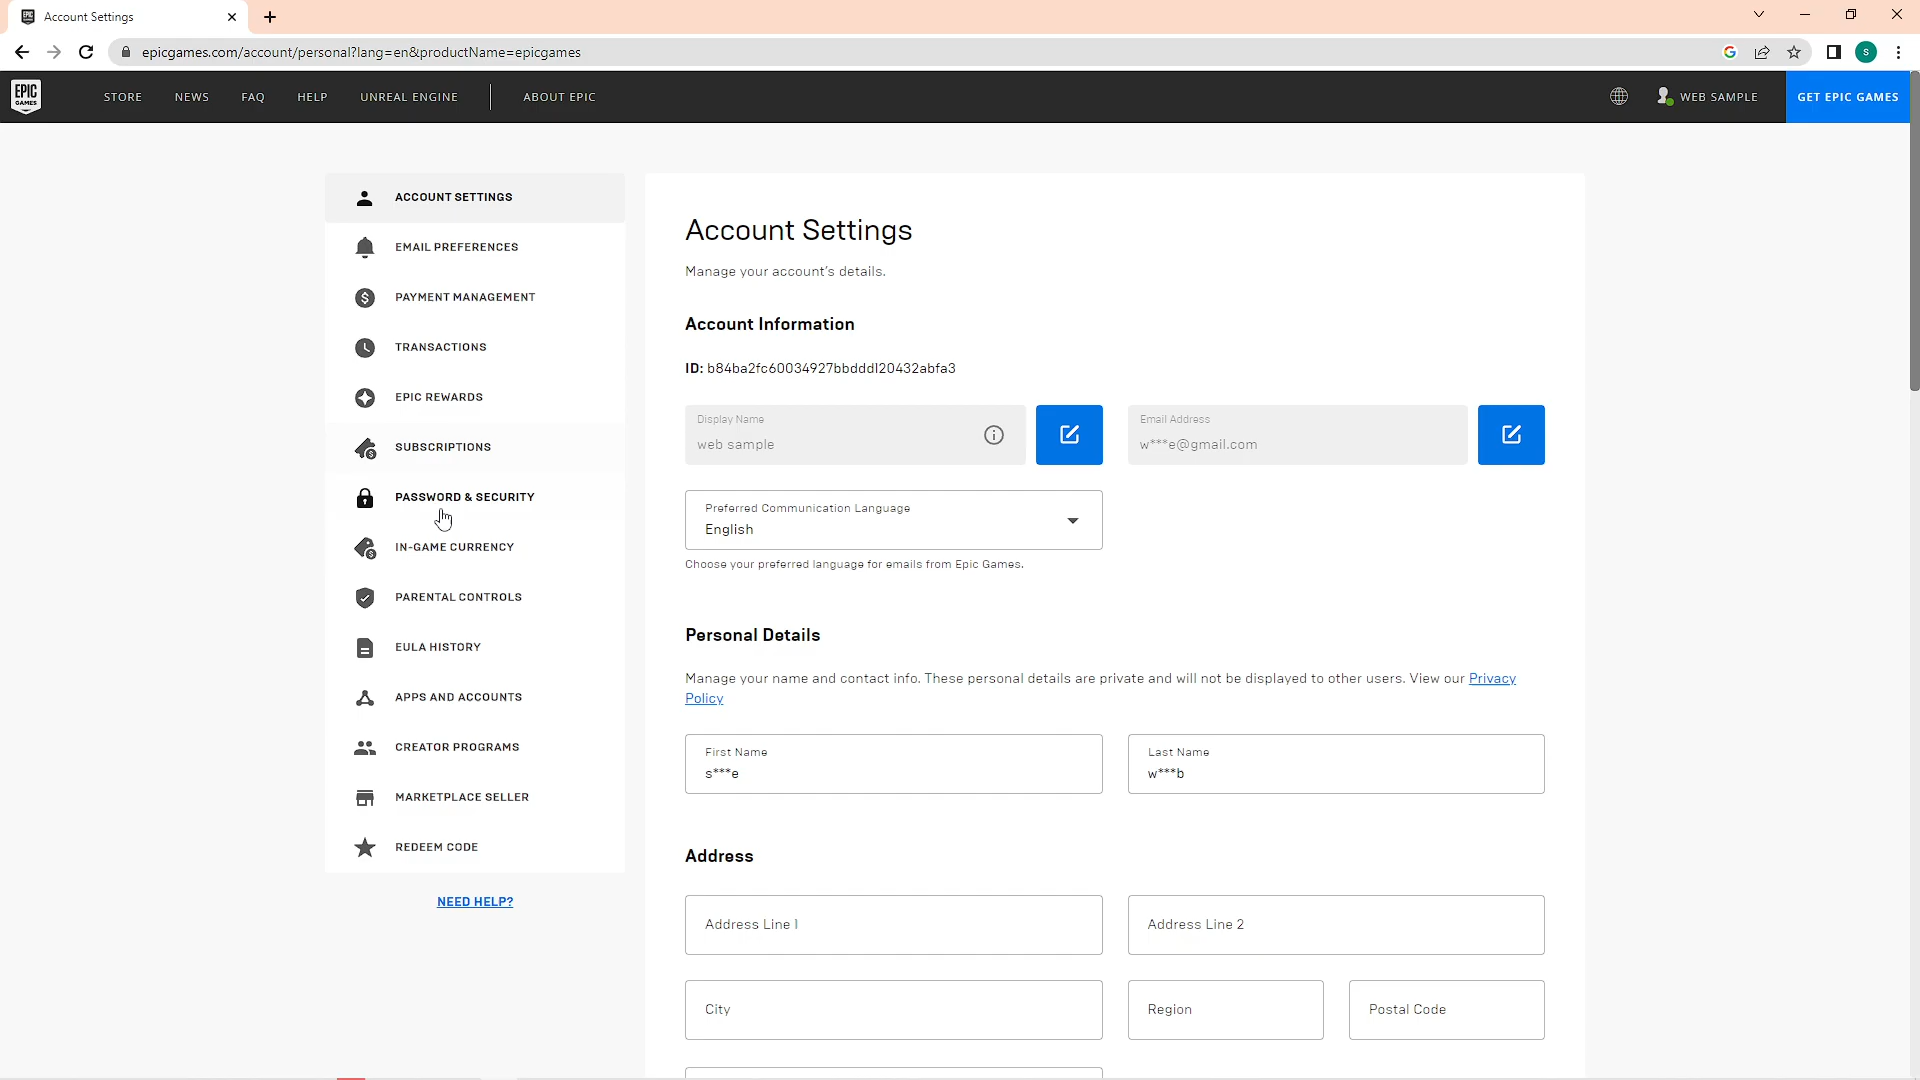 Account Settings
epicgames.com/account/personal?lang=en&productName=epicgames
S
EPIC
GAMES
STORE
NEWS
FAQ
HELP
UNREAL ENGINE
ABOUT EPIC
WEB SAMPLE
GET EPIC GAMES
ACCOUNT SETTINGS
EMAIL PREFERENCES
PAYMENT MANAGEMENT
TRANSACTIONS
EPIC REWARDS
SUBSCRIPTIONS
PASSWORD & SECURITY
IN-GAME CURRENCY
PARENTAL CONTROLS
EULA HISTORY
APPS AND ACCOUNTS
CREATOR PROGRAMS
MARKETPLACE SELLER
REDEEM CODE
NEED HELP?
Account Settings
Manage your account's details.
Account Information
ID: b84ba2fc60034927bbdddl20432abfa3
Display Name
web sample
Email Address
w***e@gmail.com
Preferred Communication Language
English
Choose your preferred language for emails from Epic Games.
Personal Details
Manage your name and contact info. These personal details are private and will not be displayed to other users. View our Privacy
Policy
First Name
s***e
Last Name
w***b
Address
Address Line 1
Address Line 2
City
Region
Postal Code